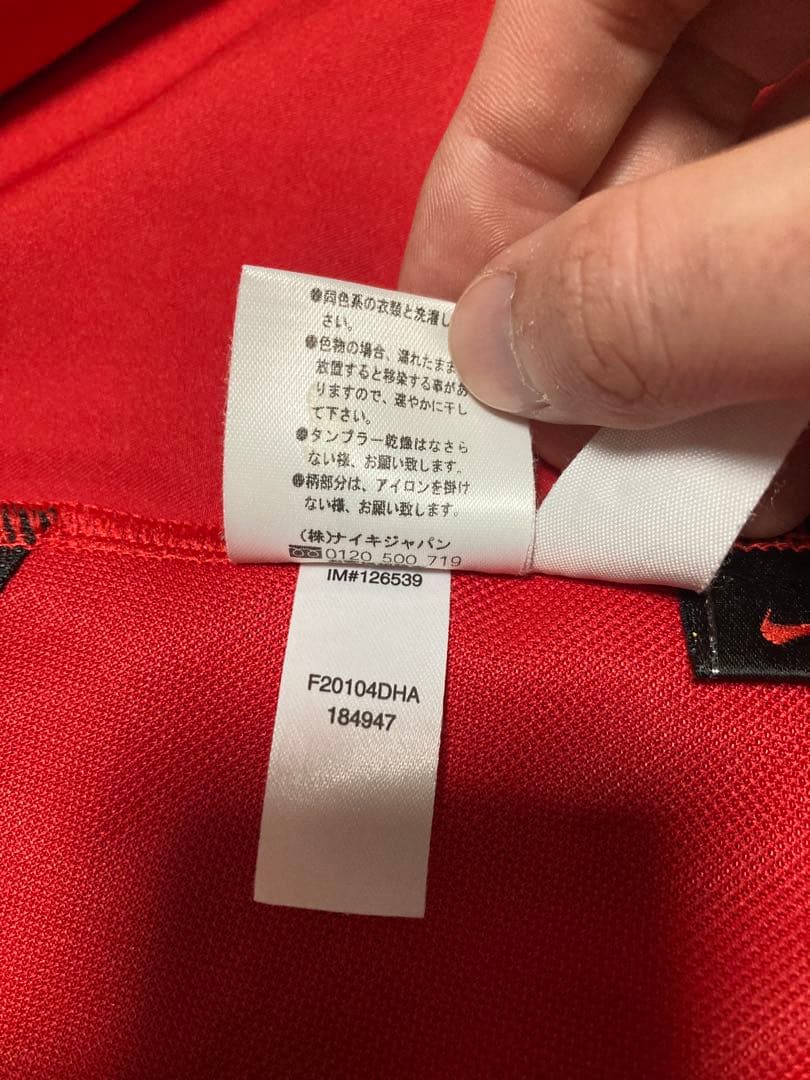 ●同色系の衣類と洗濯し
さい。
●色物の場合、濡れたまま
放置すると移染する事があ
りますので、速やかに干し
て下さい。
●タンブラー乾燥はなさら
ない様、お願い致します。
●柄部分は、アイロンを掛け
ない様、お願い致します。
(株)ナイキジャパン
0120 500 719
IM#126539
F20104DHA
184947